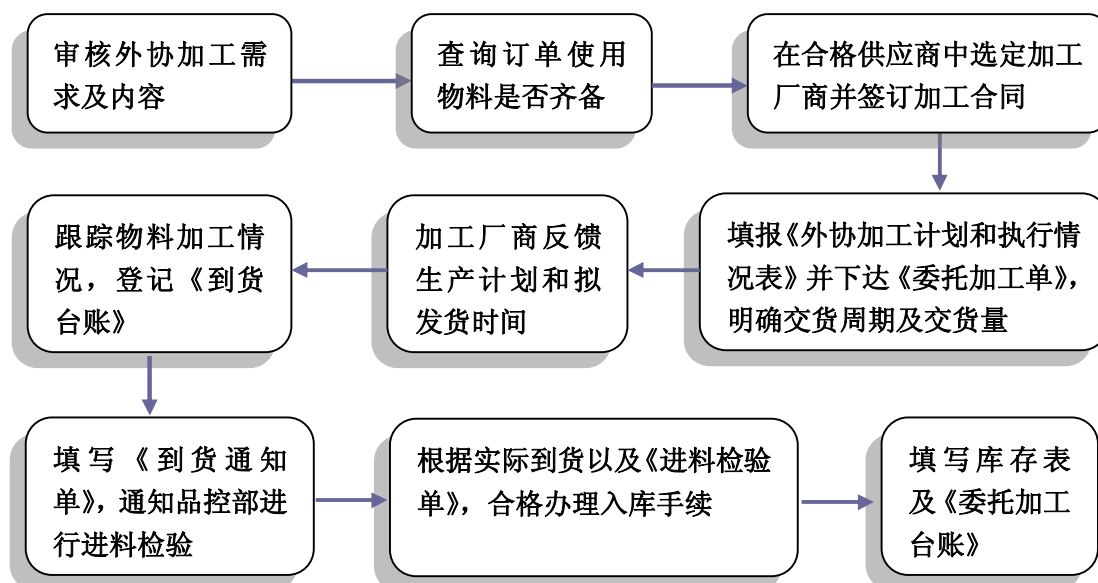 审核外协加工需
求及内容
查询订单使用
物料是否齐备
在合格供应商中选定加工
厂商并签订加工合同
填报《外协加工计划和执行情
况表》并下达《委托加工单》，
明确交货周期及交货量
加工厂商反馈
生产计划和拟
发货时间
跟踪物料加工情
况，登记《到货
台账》
填写《到货通知
单》，通知品控部进
行进料检验
根据实际到货以及《进料检验
单》，合格办理入库手续
填写库存表
及《委托加工
台账》